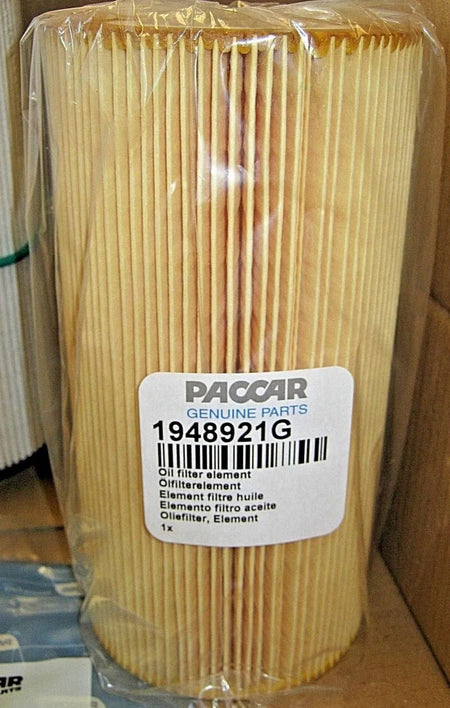 PACCAR
GENUINE PARTS
1948921G
Oil filter element
Ölfilterelement
Element filtre huile
Elemento filtro aceite
Oliefilter, Element
1x